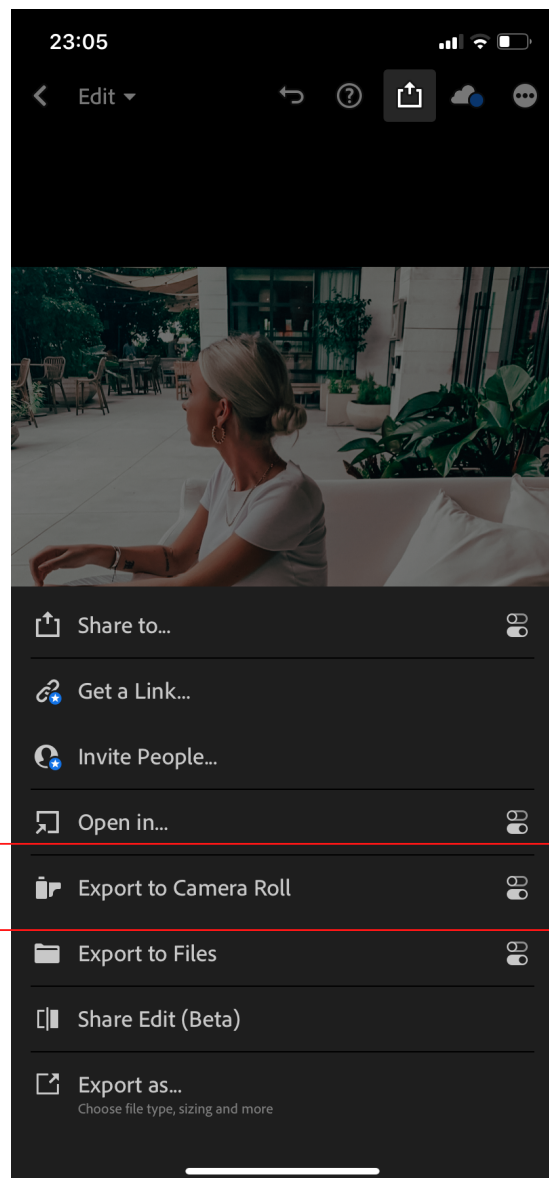 23:05
Edit
Share to...
Get a Link...
Invite People...
Open in...
Export to Camera Roll
Export to Files
Share Edit (Beta)
Export as...
Choose file type, sizing and more